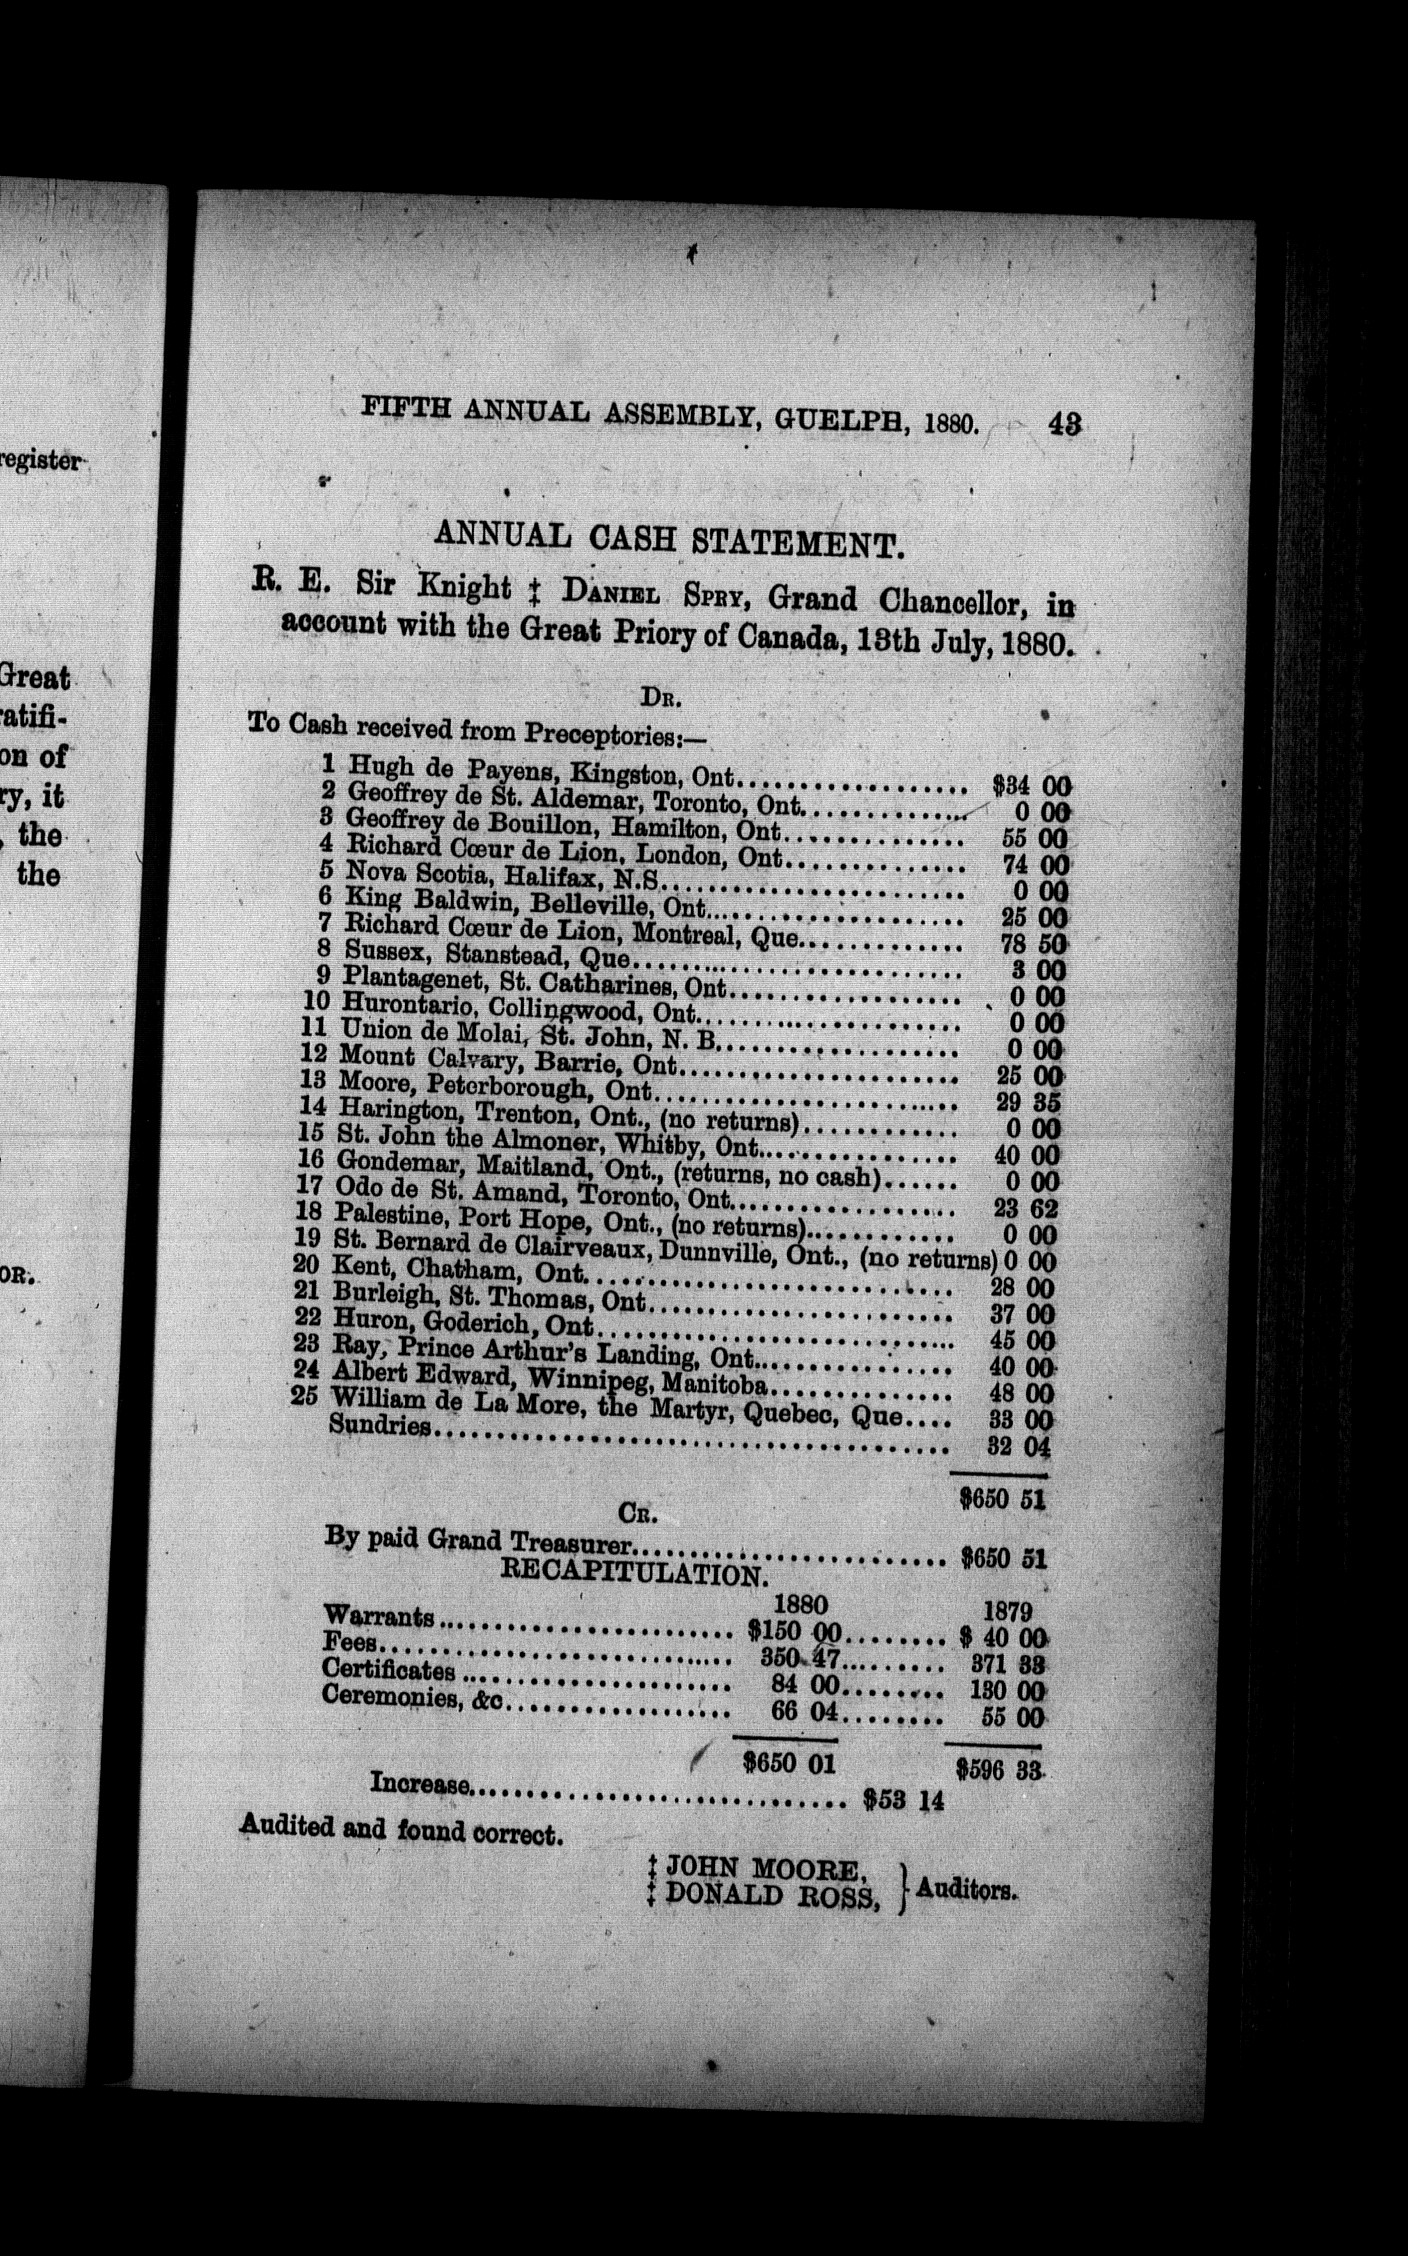 register
Great
ratifi-
on of
ry, it
, the
the
OR.
FIFTH ANNUAL ASSEMBLY, GUELPH, 1880. 43
ANNUAL CASH STATEMENT.
R. E. Sir Knight ‡ DANIEL SPRY, Grand Chancellor, in
account with the Great Priory of Canada, 13th July, 1880.
DR.
To Cash received from Preceptories:—
1 Hugh de Payens, Kingston, Ont.................. $34 00
2 Geoffrey de St. Aldemar, Toronto, Ont.............. 0 00
3 Geoffrey de Bouillon, Hamilton, Ont............... 55 00
4 Richard Cœur de Lion, London, Ont............... 74 00
5 Nova Scotia, Halifax, N.S........................ 0 00
6 King Baldwin, Belleville, Ont..................... 25 00
7 Richard Cœur de Lion, Montreal, Que............. 78 50
8 Sussex, Stanstead, Que.......................... 3 00
9 Plantagenet, St. Catharines, Ont................... 0 00
10 Hurontario, Collingwood, Ont..................... 0 00
11 Union de Molai, St. John, N. B................... 0 00
12 Mount Calvary, Barrie, Ont...................... 25 00
13 Moore, Peterborough, Ont........................ 29 35
14 Harington, Trenton, Ont., (no returns)............ 0 00
15 St. John the Almoner, Whitby, Ont................ 40 00
16 Gondemar, Maitland, Ont., (returns, no cash)...... 0 00
17 Odo de St. Amand, Toronto, Ont.................. 23 62
18 Palestine, Port Hope, Ont., (no returns)............ 0 00
19 St. Bernard de Clairveaux, Dunnville, Ont., (no returns) 0 00
20 Kent, Chatham, Ont............................. 28 00
21 Burleigh, St. Thomas, Ont........................ 37 00
22 Huron, Goderich, Ont............................ 45 00
23 Ray, Prince Arthur's Landing, Ont................ 40 00
24 Albert Edward, Winnipeg, Manitoba............... 48 00
25 William de La More, the Martyr, Quebec, Que.... 33 00
Sundries......................................... 32 04
$650 51
CR.
By paid Grand Treasurer......................... $650 51
RECAPITULATION.
1880 1879
Warrants....................... $150 00........ $ 40 00
Fees............................ 350 47......... 371 33
Certificates...................... 84 00........ 130 00
Ceremonies, &c.................. 66 04........ 55 00
$650 01 $596 33
Increase.............................. $53 14
Audited and found correct.
‡ JOHN MOORE,
‡ DONALD ROSS, } Auditors.